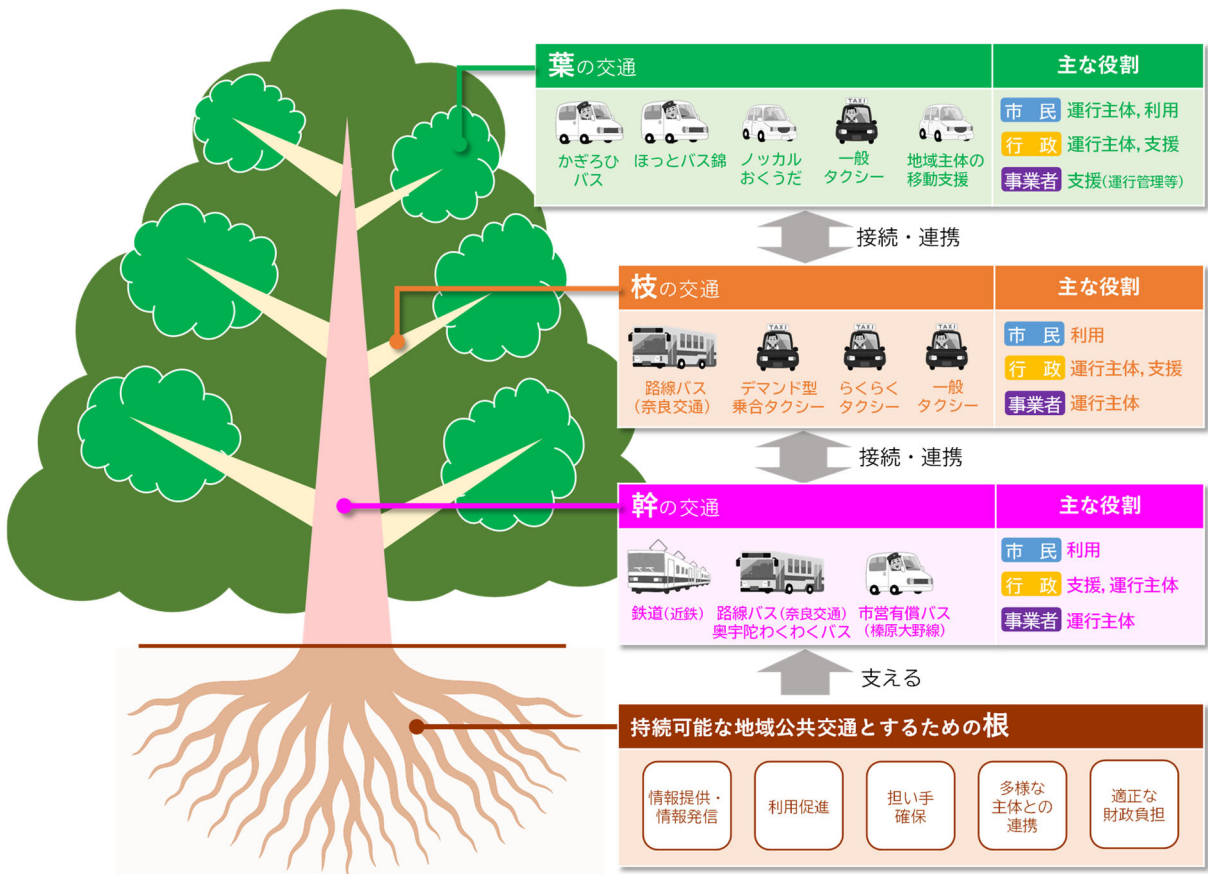 葉の交通
主な役割
かぎろひ
バス
ほっとバス錦
ノッカル
おくうだ
TAXI
一般
タクシー
地域主体の
移動支援
市　民 運行主体, 利用
行　政 運行主体, 支援
事業者 支援(運行管理等)
接続・連携
枝の交通
主な役割
路線バス
(奈良交通)
TAXI
デマンド型
乗合タクシー
TAXI
らくらく
タクシー
TAXI
一般
タクシー
市　民 利用
行　政 運行主体, 支援
事業者 運行主体
接続・連携
幹の交通
主な役割
鉄道(近鉄)
路線バス(奈良交通)
奥宇陀わくわくバス
市営有償バス
(榛原大野線)
市　民 利用
行　政 支援, 運行主体
事業者 運行主体
支える
持続可能な地域公共交通とするための根
情報提供・
情報発信
利用促進
担い手
確保
多様な
主体との
連携
適正な
財政負担